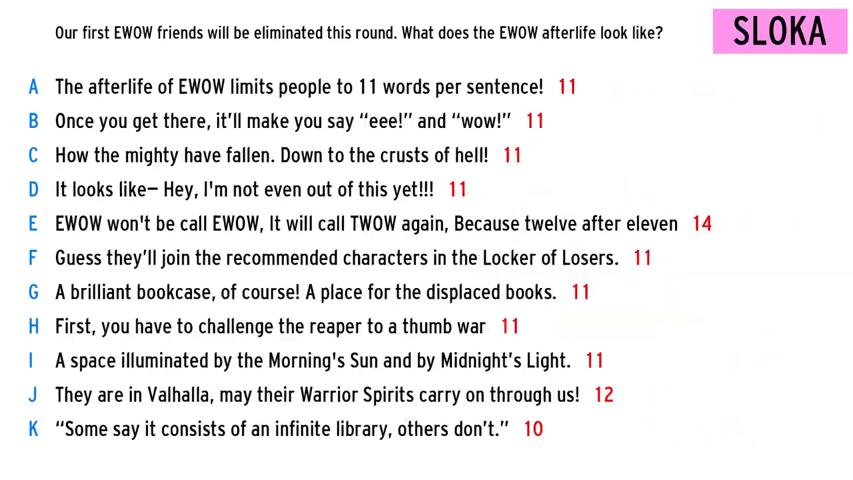 Our first EWOW friends will be eliminated this round. What does the EWOW afterlife look like?
SLOKA
A The afterlife of EWOW limits people to 11 words per sentence! 11
B Once you get there, it’ll make you say “eee!” and “wow!” 11
C How the mighty have fallen. Down to the crusts of hell! 11
D It looks like— Hey, I'm not even out of this yet!!! 11
E EWOW won't be call EWOW, It will call TWOW again, Because twelve after eleven 14
F Guess they’ll join the recommended characters in the Locker of Losers. 11
G A brilliant bookcase, of course! A place for the displaced books. 11
H First, you have to challenge the reaper to a thumb war 11
I A space illuminated by the Morning's Sun and by Midnight’s Light. 11
J They are in Valhalla, may their Warrior Spirits carry on through us! 12
K “Some say it consists of an infinite library, others don’t.” 10